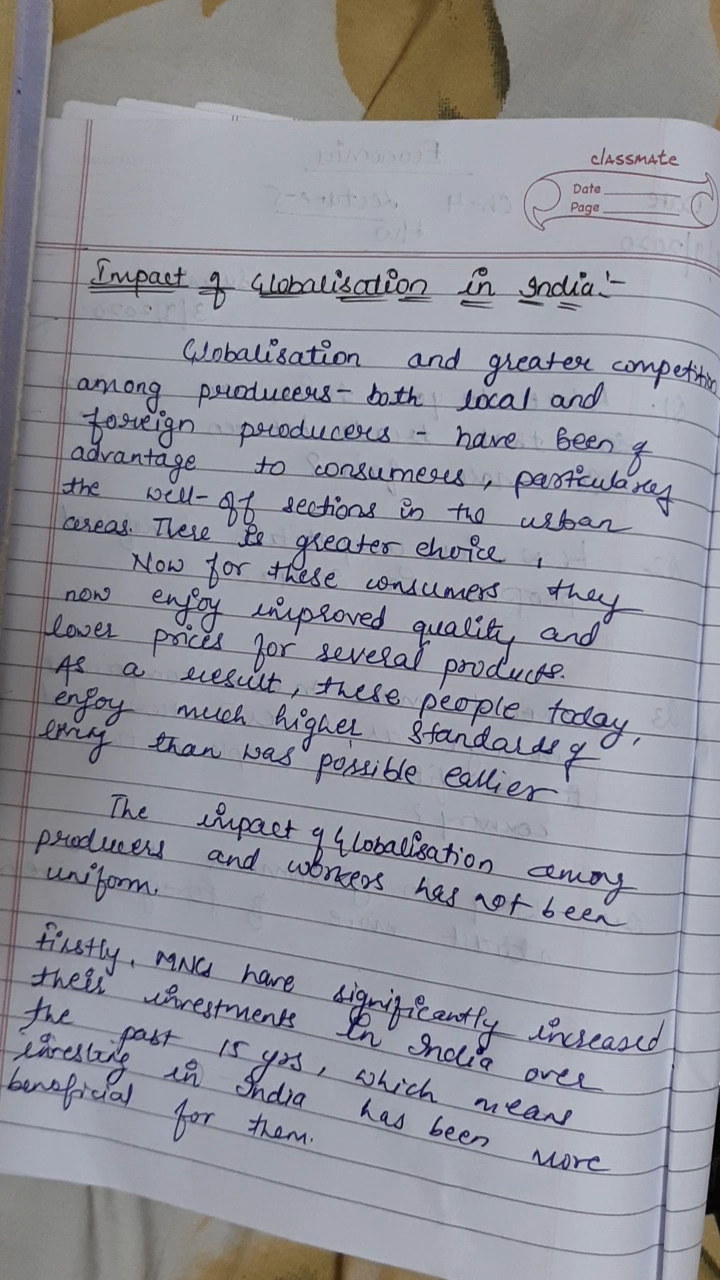 classmate
Date
Page
Impact of Globalisation in India:-
Globalisation and greater competition
among producers - both local and
foreign producers - have been of
advantage to consumers, particularly
the well-off sections in the urban
areas. There is greater choice,
Now for these consumers they
now enjoy improved quality and
lower prices for several products.
As a result, these people today,
enjoy much higher standards of
than was possible earlier
The impact of Globalisation among
producers and workers has not been
uniform.
Firstly, MNCs have significantly increased
their investments in India over
the past 15 yrs, which means
investing in India has been more
beneficial for them.